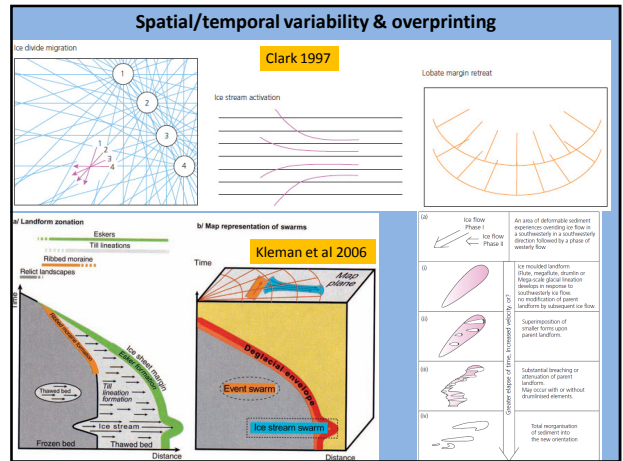 Spatial/temporal variability & overprinting
Ice divide migration
Clark 1997
Lobate margin retreat
Ice stream activation
1
2
3
4
1
2
3
4
a/ Landform zonation
Eskers
Till lineations
Ribbed moraine
Relict landscapes
Time
Ribbed moraine formation
Ice sheet margin
Esker formation
Thawed bed
Till
lineation
formation
Ice stream
Frozen bed
Thawed bed
Distance
b/ Map representation of swarms
Kleman et al 2006
Time
Map
plane
Deglacial envelope
Event swarm
Ice stream swarm
Distance
(a)
Ice flow
Phase I
Ice flow
Phase II
An area of deformable sediment
experiences overiding ice flow in
a southwesterly in a southwesterly
direction followed by a phase of
westerly flow
(i)
Ice moulded landform
(Flute, megaflute, drumlin or
Mega-scale glacial lineation
develops in response to
southwesterly ice flow.
no modification of parent
landform by subsequent ice flow.
(ii)
Superimposition of
smaller forms upon
parent landform.
(iii)
Substantial breaching or
attenuation of parent
landform.
May occur with or without
drumlinised elements.
(iv)
Total reorganisation
of sediment into
the new orientation
Greater elapse of time, Increased velocity, or?